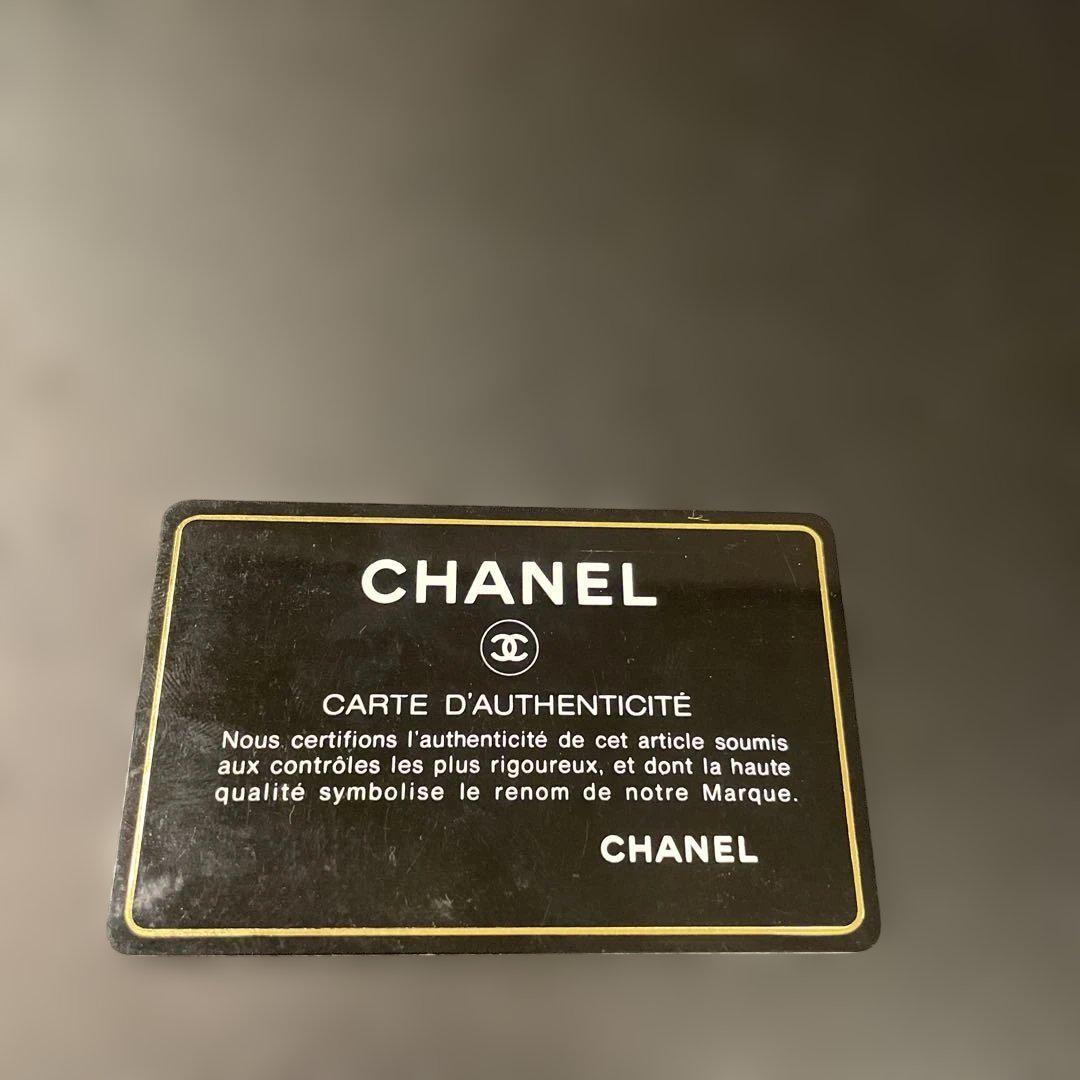 CHANEL
CARTE D'AUTHENTICITÉ
Nous certifions l'authenticité de cet article soumis
aux contrôles les plus rigoureux, et dont la haute
qualité symbolise le renom de notre Marque.
CHANEL